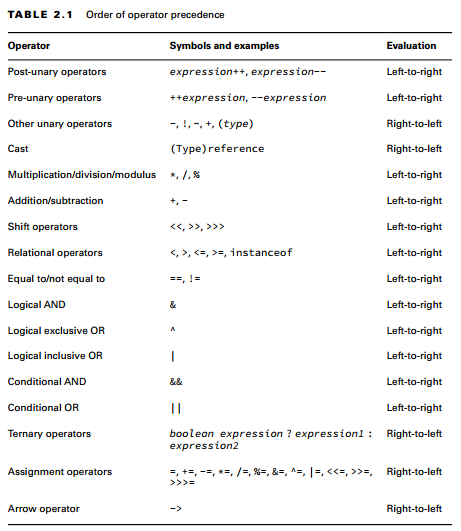 TABLE 2.1 Order of operator precedence
Operator Symbols and examples Evaluation
Post-unary operators expression++, expression-- Left-to-right
Pre-unary operators ++expression, --expression Left-to-right
Other unary operators -, !, ~, +, (type) Right-to-left
Cast (Type)reference Right-to-left
Multiplication/division/modulus *, /, % Left-to-right
Addition/subtraction +, - Left-to-right
Shift operators <<, >>, >>> Left-to-right
Relational operators <, >, <=, >=, instanceof Left-to-right
Equal to/not equal to ==, != Left-to-right
Logical AND & Left-to-right
Logical exclusive OR ^ Left-to-right
Logical inclusive OR | Left-to-right
Conditional AND && Left-to-right
Conditional OR || Left-to-right
Ternary operators boolean expression ? expression1 : Right-to-left
expression2
Assignment operators =, +=, -=, *=, /=, %=, &=, ^=, |=, <<=, >>=, Right-to-left
>>>=
Arrow operator -> Right-to-left